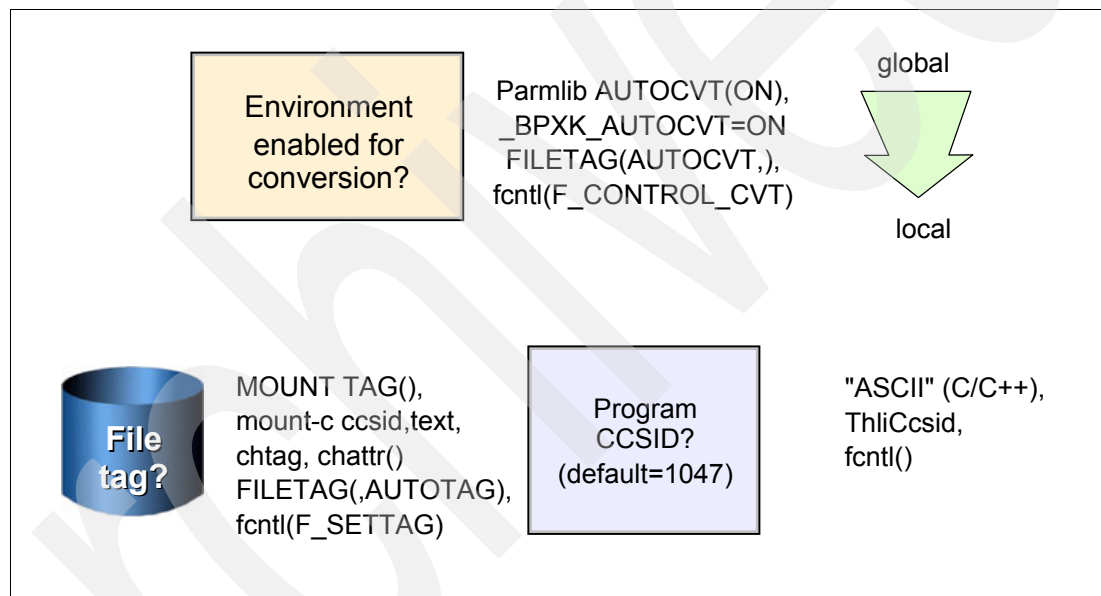 Environment
enabled for
conversion?
Parmlib AUTOCVT(ON),
_BPXK_AUTOCVT=ON
FILETAG(AUTOCVT,),
fcntl(F_CONTROL_CVT)
global
local
File
tag?
MOUNT TAG(),
mount-c ccsid,text,
chtag, chattr()
FILETAG(,AUTOTAG),
fcntl(F_SETTAG)
Program
CCSID?
(default=1047)
"ASCII" (C/C++),
ThliCcsid,
fcntl()